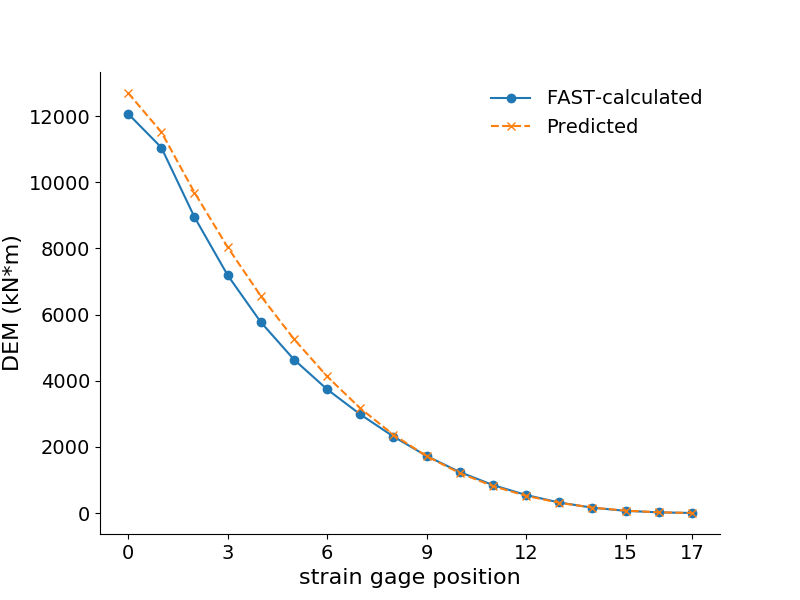 FAST-calculated
Predicted
12000
10000
8000
6000
4000
2000
0
DEM (kN*m)
0 3 6 9 12 15 17
strain gage position